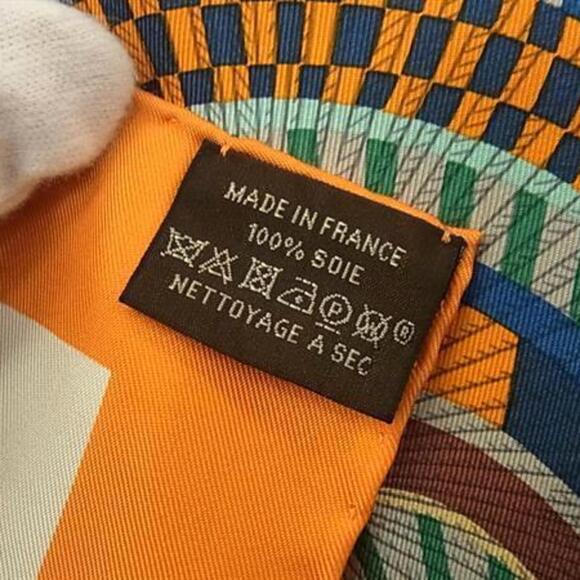 MADE IN FRANCE
100% SOIE
P W ®
NETTOYAGE A SEC